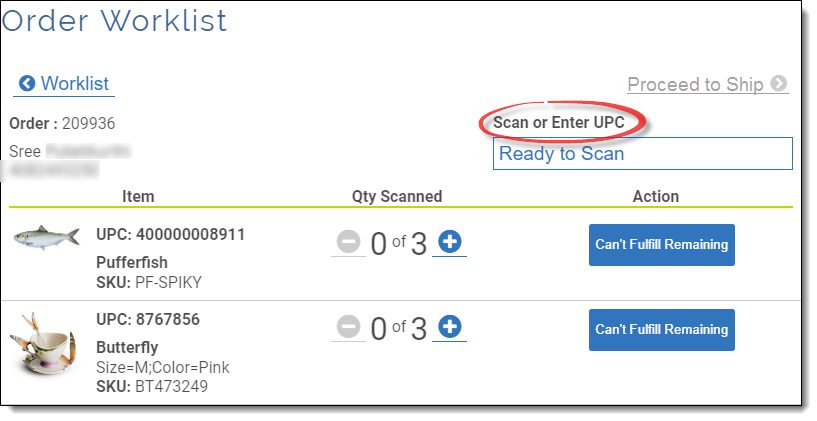 Order Worklist
Worklist
Proceed to Ship
Order : 209936
Scan or Enter UPC
Sree
Ready to Scan
Item Qty Scanned Action
UPC: 400000008911
0 of 3
Can't Fulfill Remaining
Pufferfish
SKU: PF-SPIKY
UPC: 8767856
0 of 3
Can't Fulfill Remaining
Butterfly
Size=M;Color=Pink
SKU: BT473249